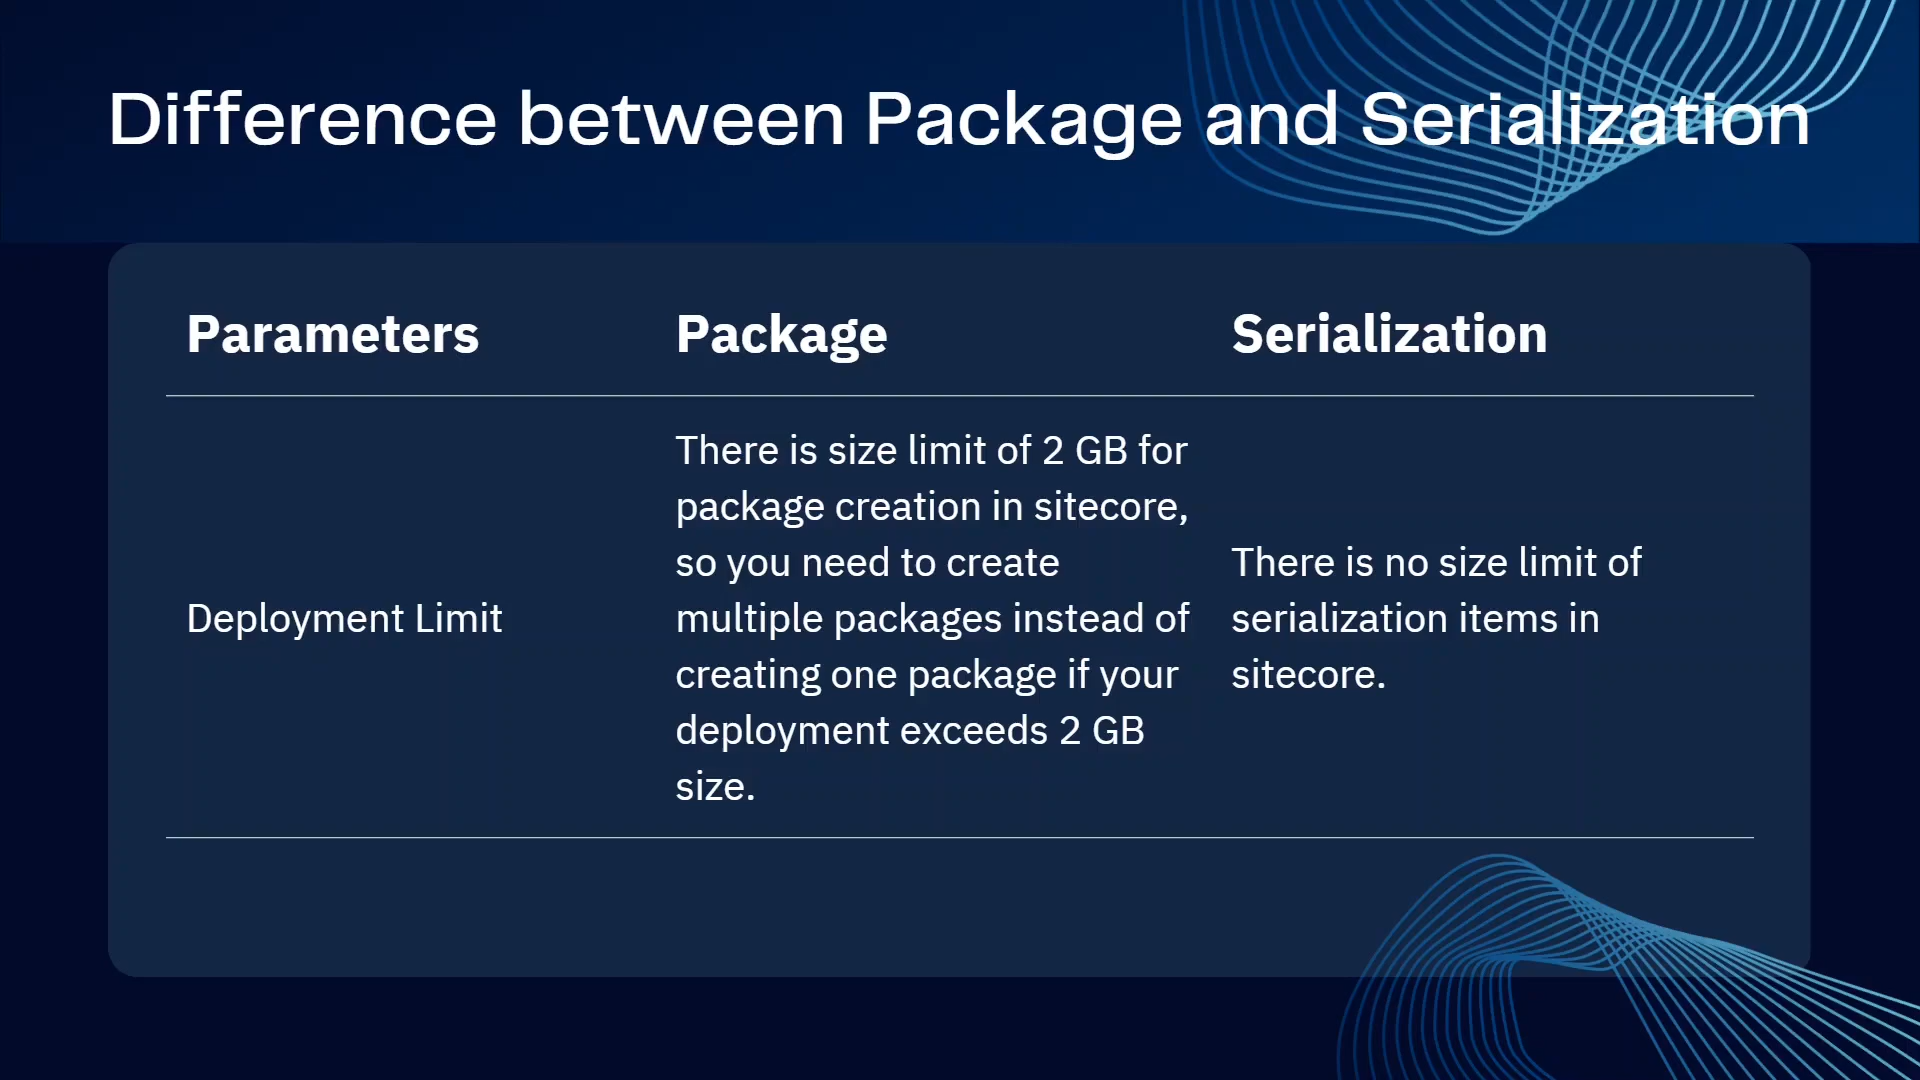 Difference between Package and Serialization
Parameters
Package
Serialization
Deployment Limit
There is size limit of 2 GB for
package creation in sitecore,
so you need to create
multiple packages instead of
creating one package if your
deployment exceeds 2 GB
size.
There is no size limit of
serialization items in
sitecore.